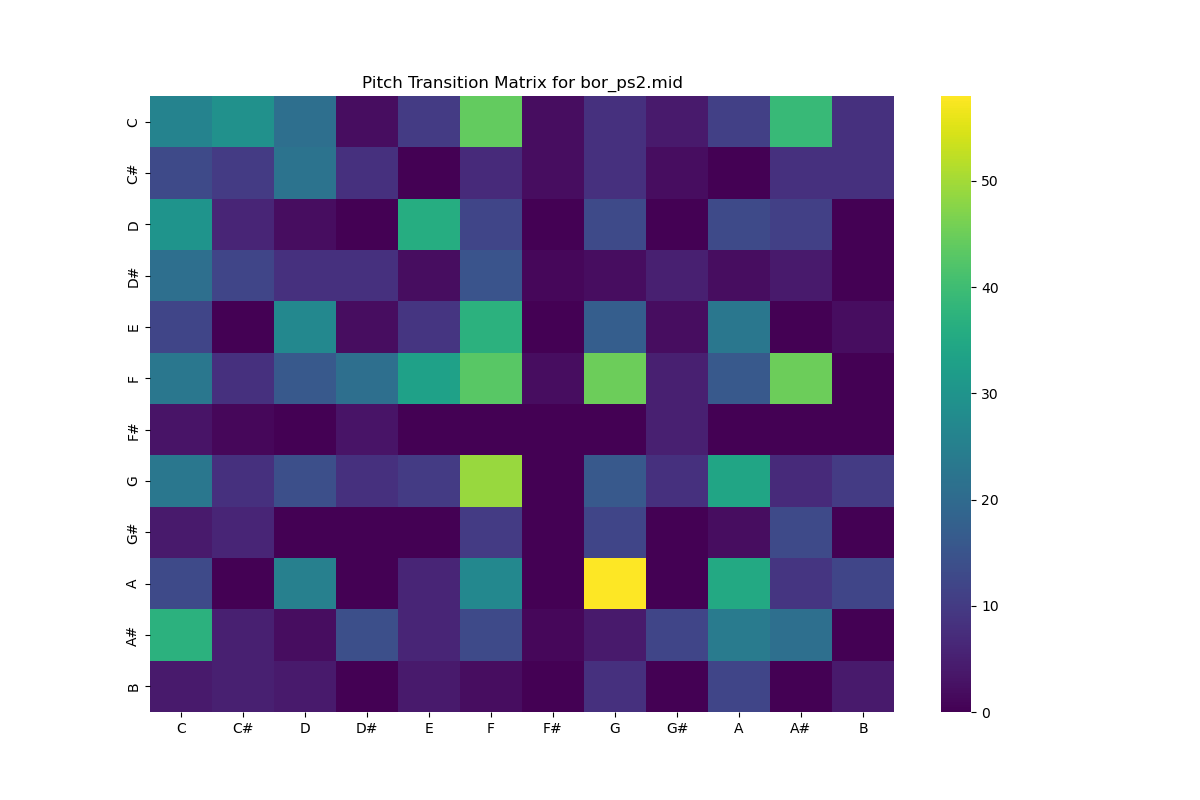 Pitch Transition Matrix for bor_ps2.mid
C
C#
D
D#
E
F
F#
G
G#
A
A#
B
C C# D D# E F F# G G# A A# B
50
40
30
20
10
0